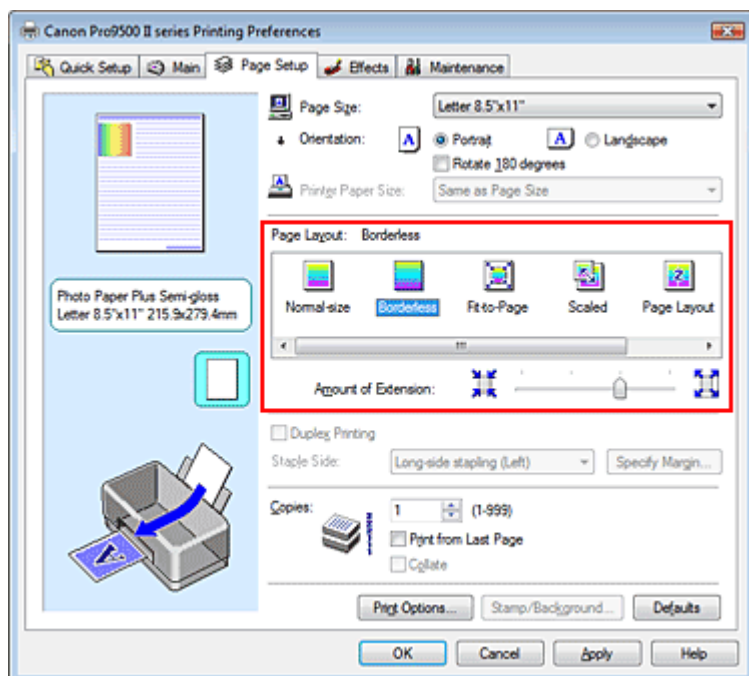 Canon Pro9500 II series Printing Preferences
Quick Setup Main Page Setup Effects Maintenance
Page Size: Letter 8.5"x11"
Orientation: A Portrait A Landscape
Rotate 180 degrees
Printer Paper Size: Same as Page Size
Page Layout: Borderless
Normal-size Borderless Fit-to-Page Scaled Page Layout
Amount of Extension:
Photo Paper Plus Semi-gloss
Letter 8.5"x11" 215.9x279.4mm
Duplex Printing
Staple Side: Long-side stapling (Left) Specify Margin...
Copies: 1 (1-999)
Print from Last Page
Collate
A
Print Options... Stamp/Background... Defaults
OK Cancel Apply Help